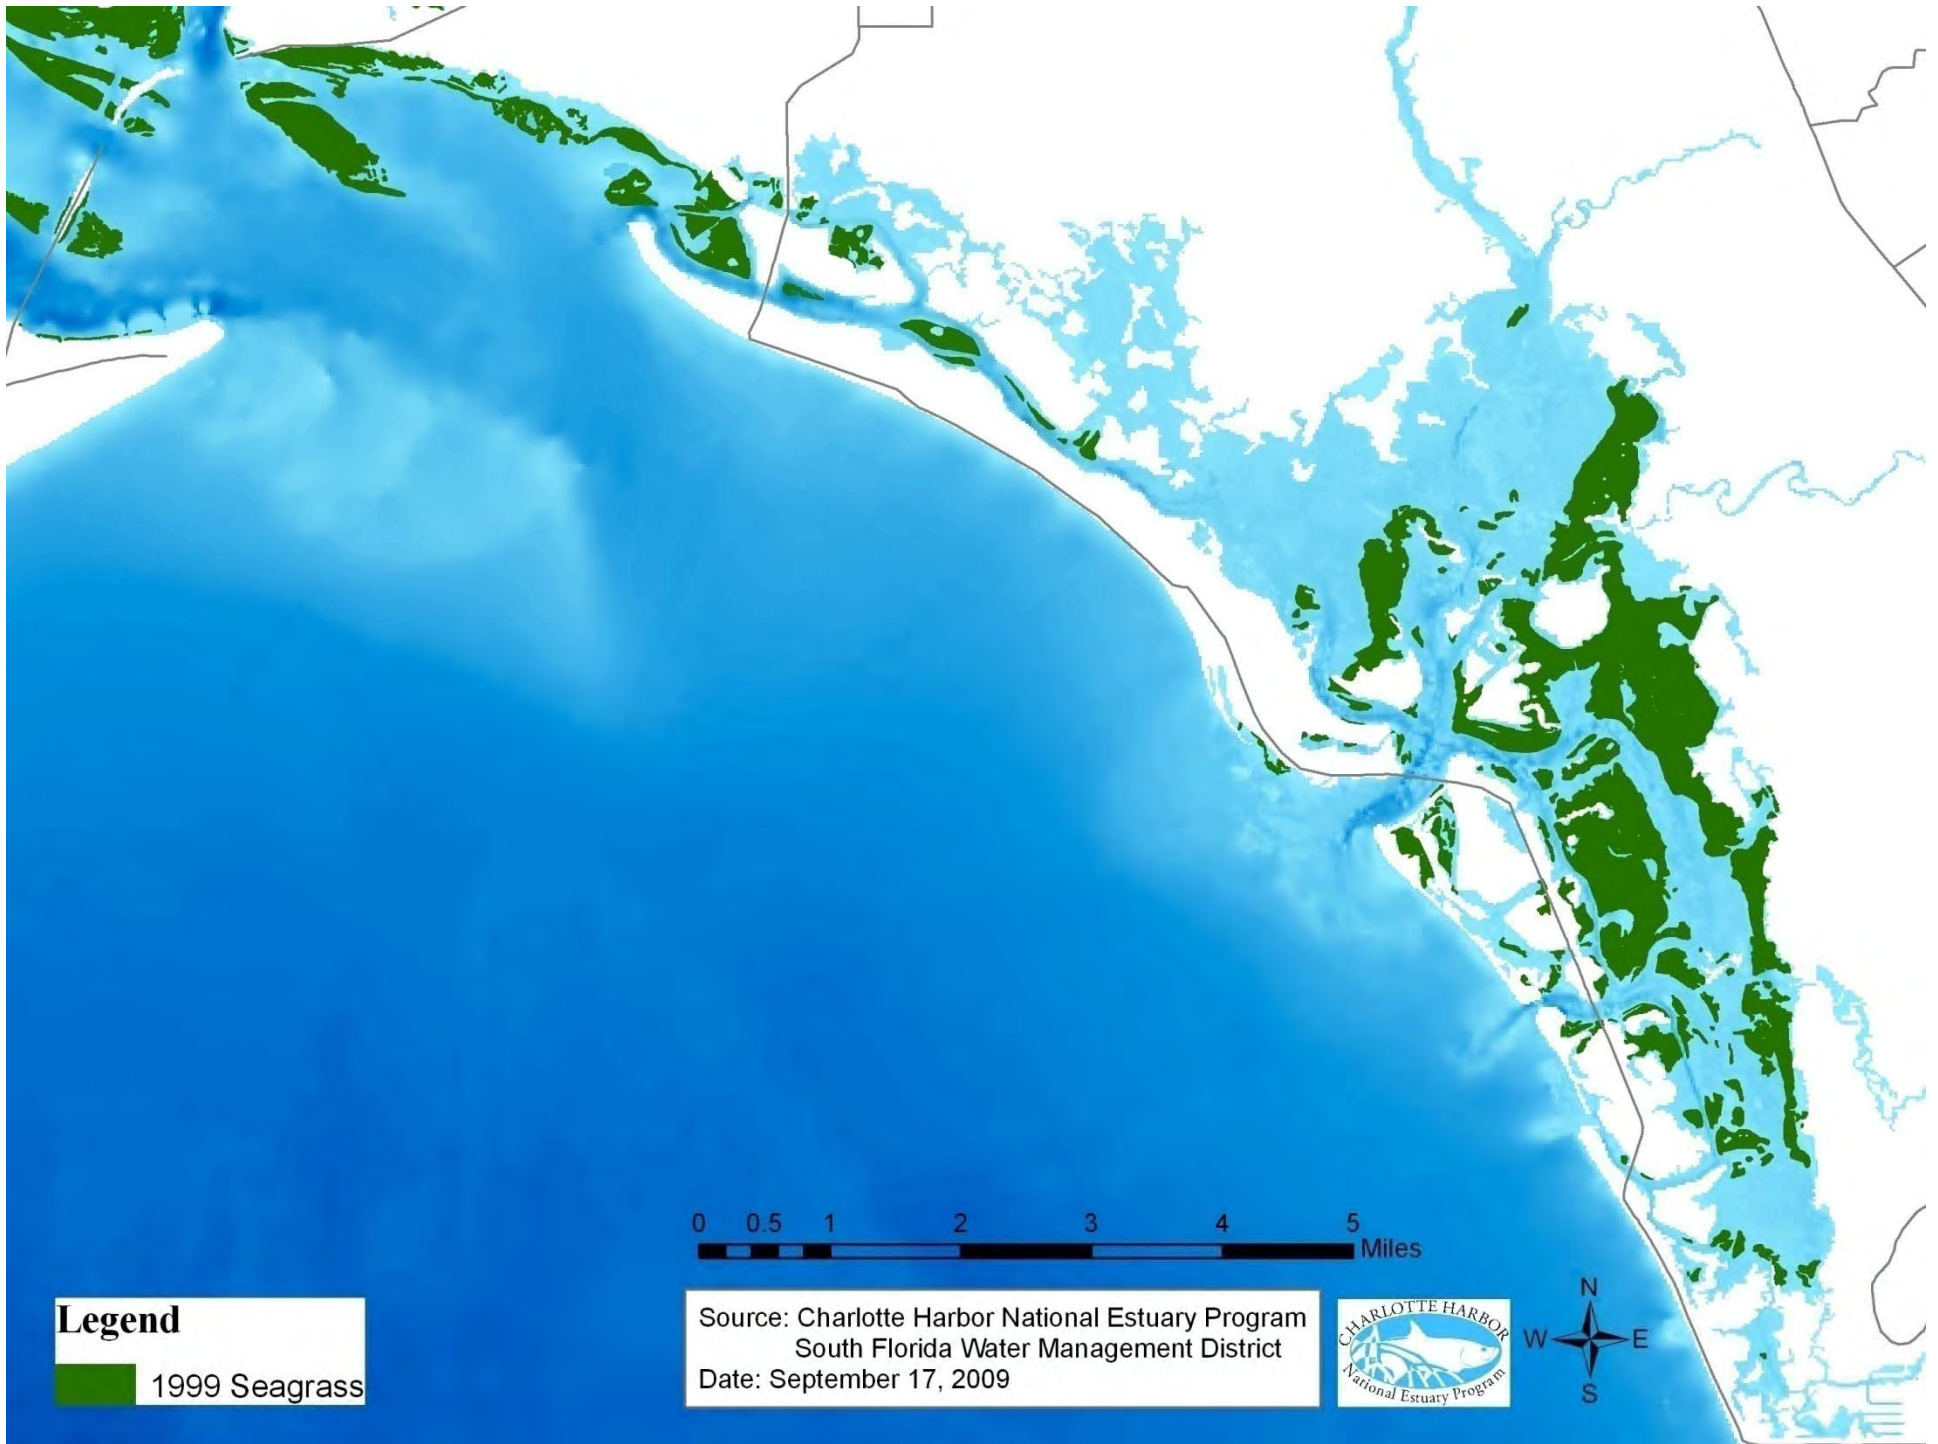 0 0.5 1 2 3 4 5
Miles
Legend
1999 Seagrass
Source: Charlotte Harbor National Estuary Program
South Florida Water Management District
Date: September 17, 2009
CHARLOTTE HARBOR
National Estuary Program
N
W E
S